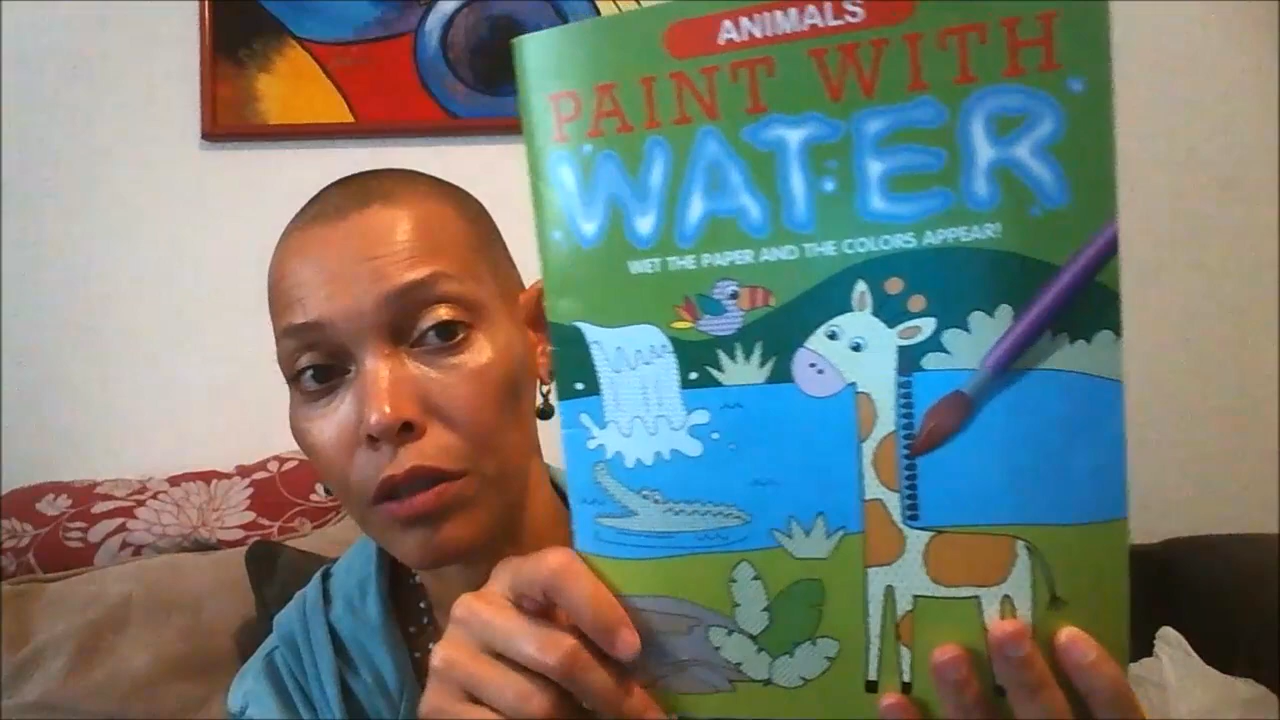 ANIMALS
PAINT WITH
WATER
WET THE PAPER AND THE COLORS APPEAR!